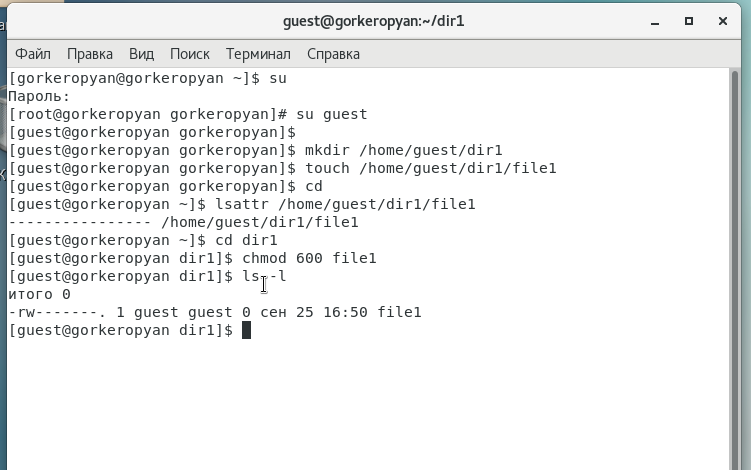 guest@gorkeropyan:~/dir1
Файл Правка Вид Поиск Терминал Справка
[gorkeropyan@gorkeropyan ~]$ su
Пароль:
[root@gorkeropyan gorkeropyan]# su guest
[guest@gorkeropyan gorkeropyan]$
[guest@gorkeropyan gorkeropyan]$ mkdir /home/guest/dir1
[guest@gorkeropyan gorkeropyan]$ touch /home/guest/dir1/file1
[guest@gorkeropyan gorkeropyan]$ cd
[guest@gorkeropyan ~]$ lsattr /home/guest/dir1/file1
---------------- /home/guest/dir1/file1
[guest@gorkeropyan ~]$ cd dir1
[guest@gorkeropyan dir1]$ chmod 600 file1
[guest@gorkeropyan dir1]$ ls -l
итого 0
-rw-------. 1 guest guest 0 сен 25 16:50 file1
[guest@gorkeropyan dir1]$